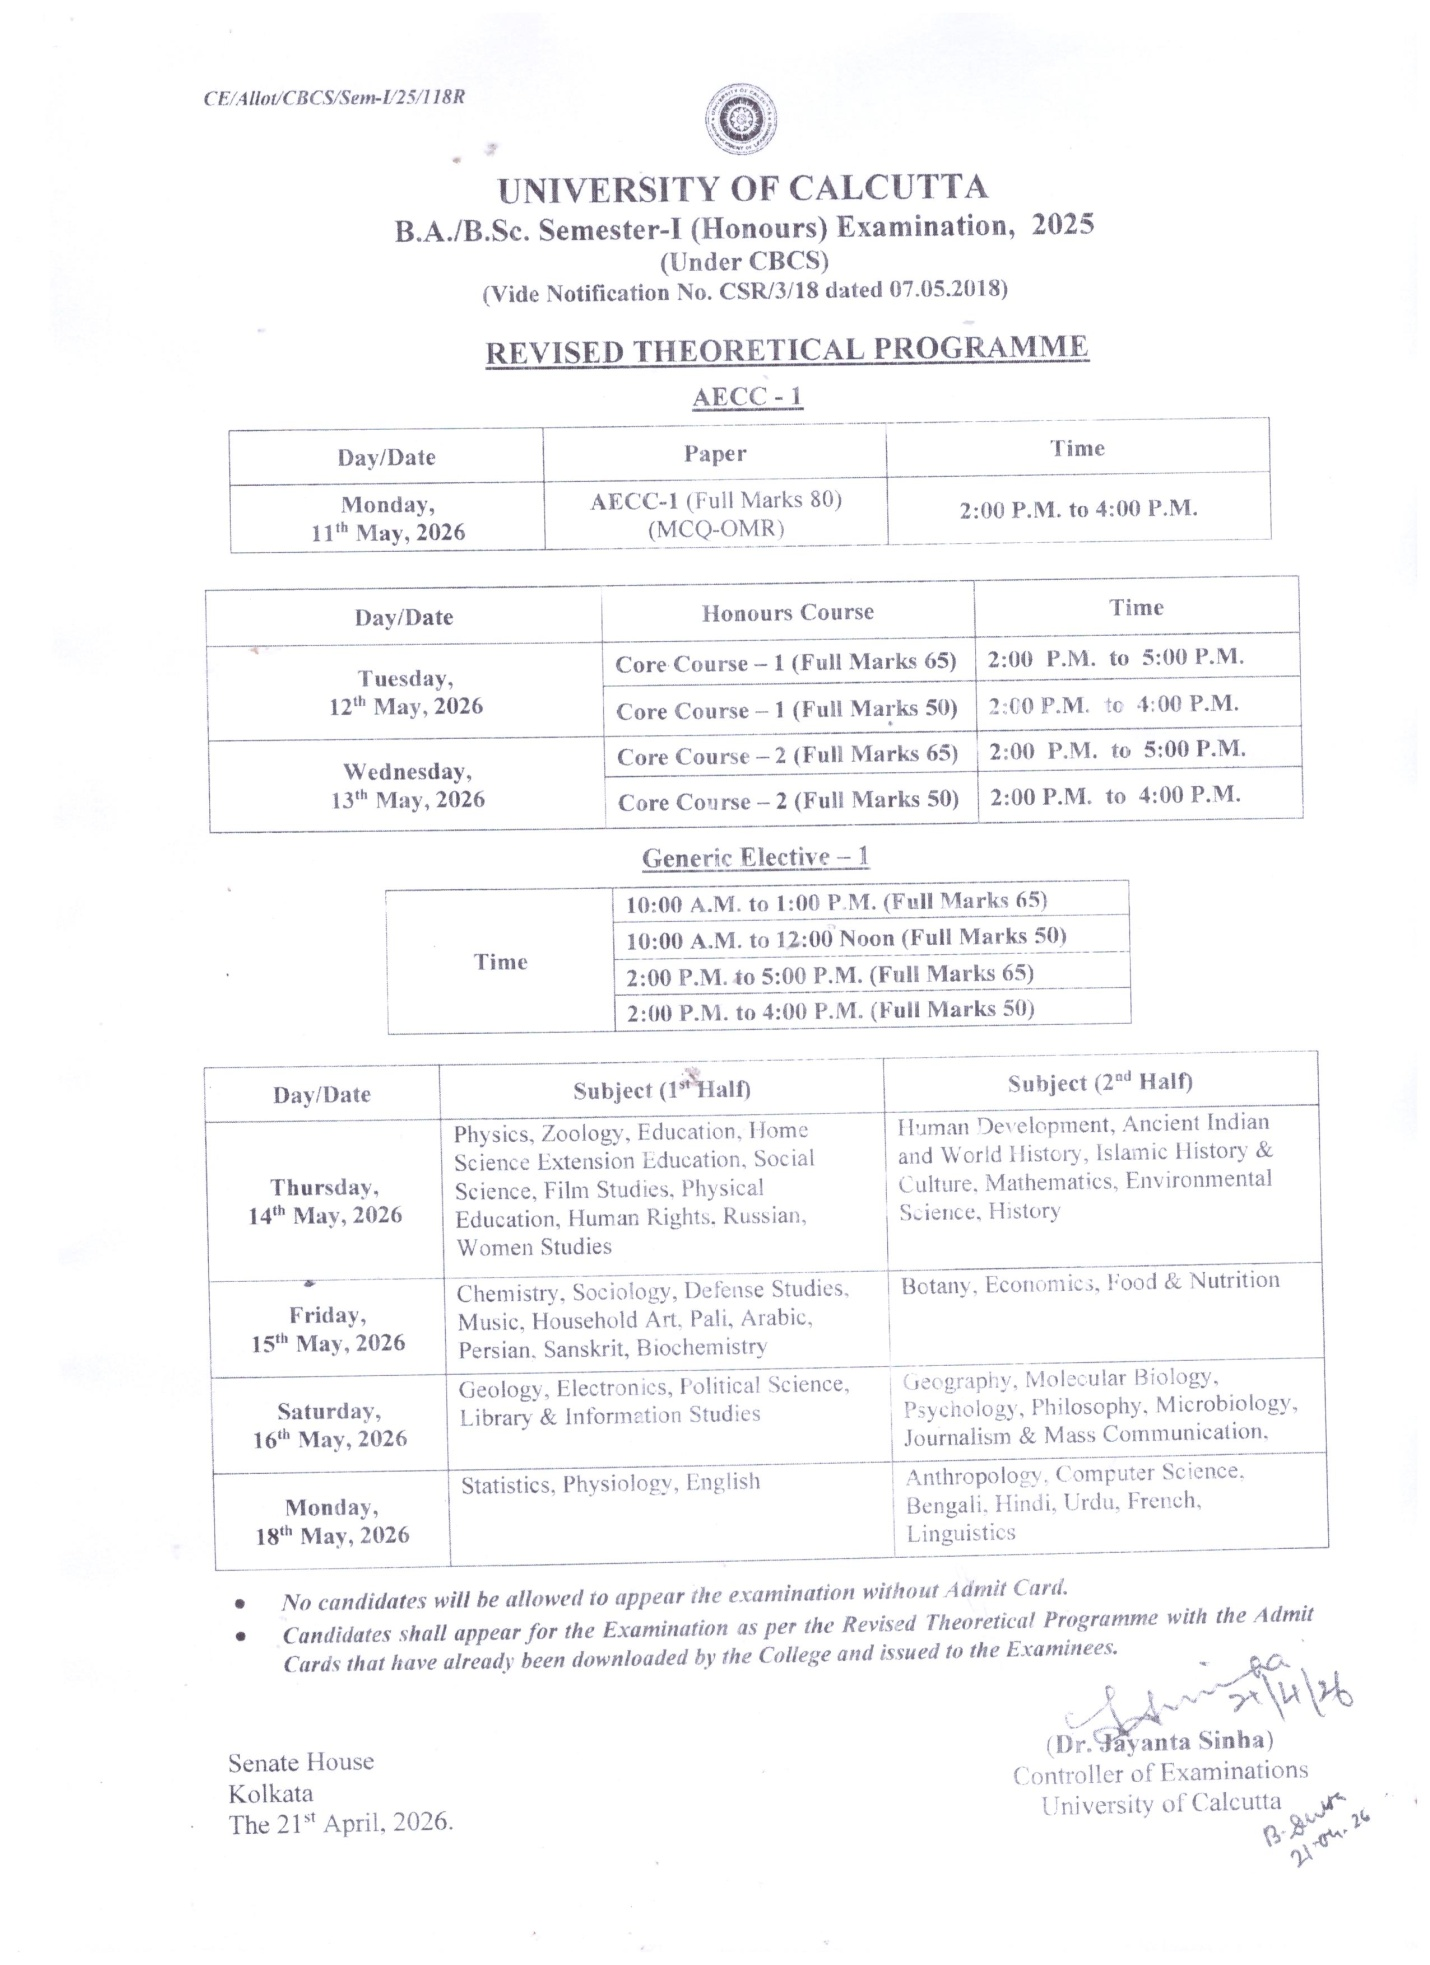 CE/Allot/CBCS/Sem-I/25/118R
UNIVERSITY OF CALCUTTA
B.A./B.Sc. Semester-I (Honours) Examination, 2025
(Under CBCS)
(Vide Notification No. CSR/3/18 dated 07.05.2018)
REVISED THEORETICAL PROGRAMME
AECC - 1
Day/Date Paper Time
Monday,
11th May, 2026
AECC-1 (Full Marks 80)
(MCQ-OMR)
2:00 P.M. to 4:00 P.M.
Day/Date Honours Course Time
Tuesday,
12th May, 2026
Core Course – 1 (Full Marks 65) 2:00 P.M. to 5:00 P.M.
Core Course – 1 (Full Marks 50) 2:00 P.M. to 4:00 P.M.
Wednesday,
13th May, 2026
Core Course – 2 (Full Marks 65) 2:00 P.M. to 5:00 P.M.
Core Course – 2 (Full Marks 50) 2:00 P.M. to 4:00 P.M.
Generic Elective – 1
Time
10:00 A.M. to 1:00 P.M. (Full Marks 65)
10:00 A.M. to 12:00 Noon (Full Marks 50)
2:00 P.M. to 5:00 P.M. (Full Marks 65)
2:00 P.M. to 4:00 P.M. (Full Marks 50)
Day/Date Subject (1st Half) Subject (2nd Half)
Thursday,
14th May, 2026
Physics, Zoology, Education, Home
Science Extension Education, Social
Science, Film Studies, Physical
Education, Human Rights, Russian,
Women Studies
Human Development, Ancient Indian
and World History, Islamic History &
Culture, Mathematics, Environmental
Science, History
Friday,
15th May, 2026
Chemistry, Sociology, Defense Studies,
Music, Household Art, Pali, Arabic,
Persian, Sanskrit, Biochemistry
Botany, Economics, Food & Nutrition
Saturday,
16th May, 2026
Geology, Electronics, Political Science,
Library & Information Studies
Geography, Molecular Biology,
Psychology, Philosophy, Microbiology,
Journalism & Mass Communication,
Monday,
18th May, 2026
Statistics, Physiology, English
Anthropology, Computer Science,
Bengali, Hindi, Urdu, French,
Linguistics
• No candidates will be allowed to appear the examination without Admit Card.
• Candidates shall appear for the Examination as per the Revised Theoretical Programme with the Admit
Cards that have already been downloaded by the College and issued to the Examinees.
21/4/26
(Dr. Jayanta Sinha)
Controller of Examinations
University of Calcutta
Senate House
Kolkata
The 21st April, 2026.
21-04-26